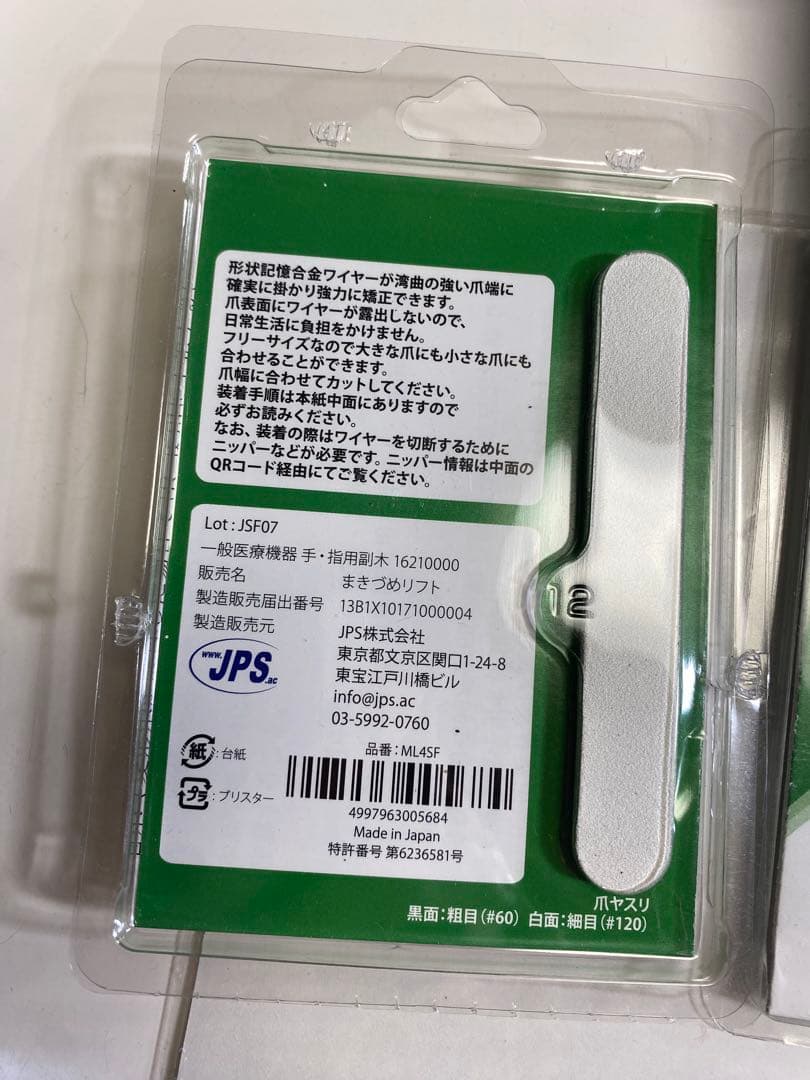 形状記憶合金ワイヤーが湾曲の強い爪端に
確実に掛かり強力に矯正できます。
爪表面にワイヤーが露出しないので、
日常生活に負担をかけません。
フリーサイズなので大きな爪にも小さな爪にも
合わせることができます。
爪幅に合わせてカットしてください。
装着手順は本紙中面にありますので
必ずお読みください。
なお、装着の際はワイヤーを切断するために
ニッパーなどが必要です。ニッパー情報は中面の
QRコード経由にてご覧ください。
Lot : JSF07
一般医療機器 手・指用副木 16210000
販売名 まきづめリフト
製造販売届出番号 13B1X10171000004
製造販売元 JPS株式会社
東京都文京区関口1-24-8
東宝江戸川橋ビル
info@jps.ac
03-5992-0760
www.JPS.ac
紙:台紙
プラ:ブリスター
品番:ML4SF
4997963005684
Made in Japan
特許番号 第6236581号
12
爪ヤスリ
黒面:粗目(#60) 白面:細目(#120)